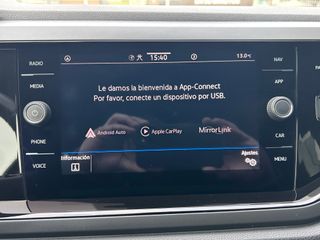 RADIO
15:40
13.0°C
NAV
MEDIA
Le damos la bienvenida a App-Connect
Por favor, conecte un dispositivo por USB.
APP
Android Auto
Apple CarPlay
MirrorLink
PHONE
CAR
VOICE
Información
Ajustes
MENU